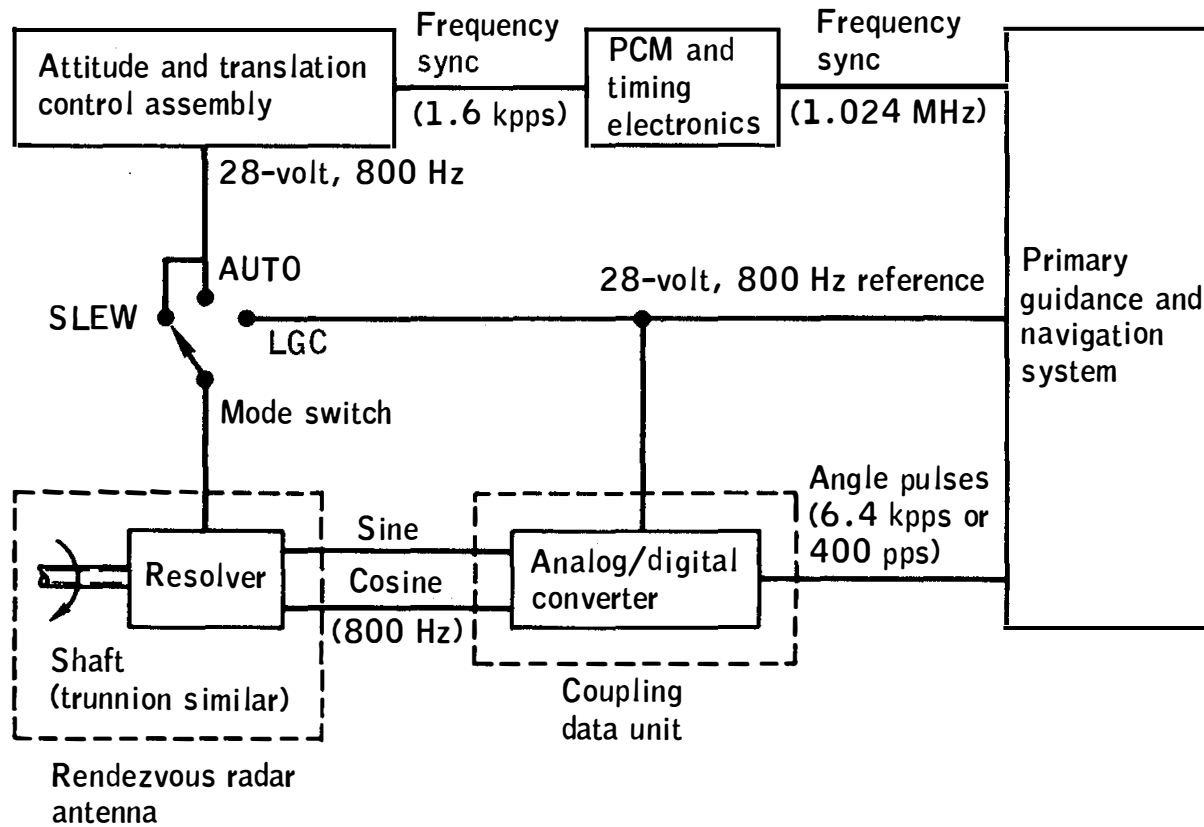 Attitude and translation
control assembly
Frequency
sync
(1.6 kpps)
PCM and
timing
electronics
Frequency
sync
(1.024 MHz)
28-volt, 800 Hz
AUTO
SLEW
LGC
Mode switch
28-volt, 800 Hz reference
Primary
guidance and
navigation
system
Resolver
Shaft
(trunnion similar)
Rendezvous radar
antenna
Sine
Cosine
(800 Hz)
Analog/digital
converter
Coupling
data unit
Angle pulses
(6.4 kpps or
400 pps)